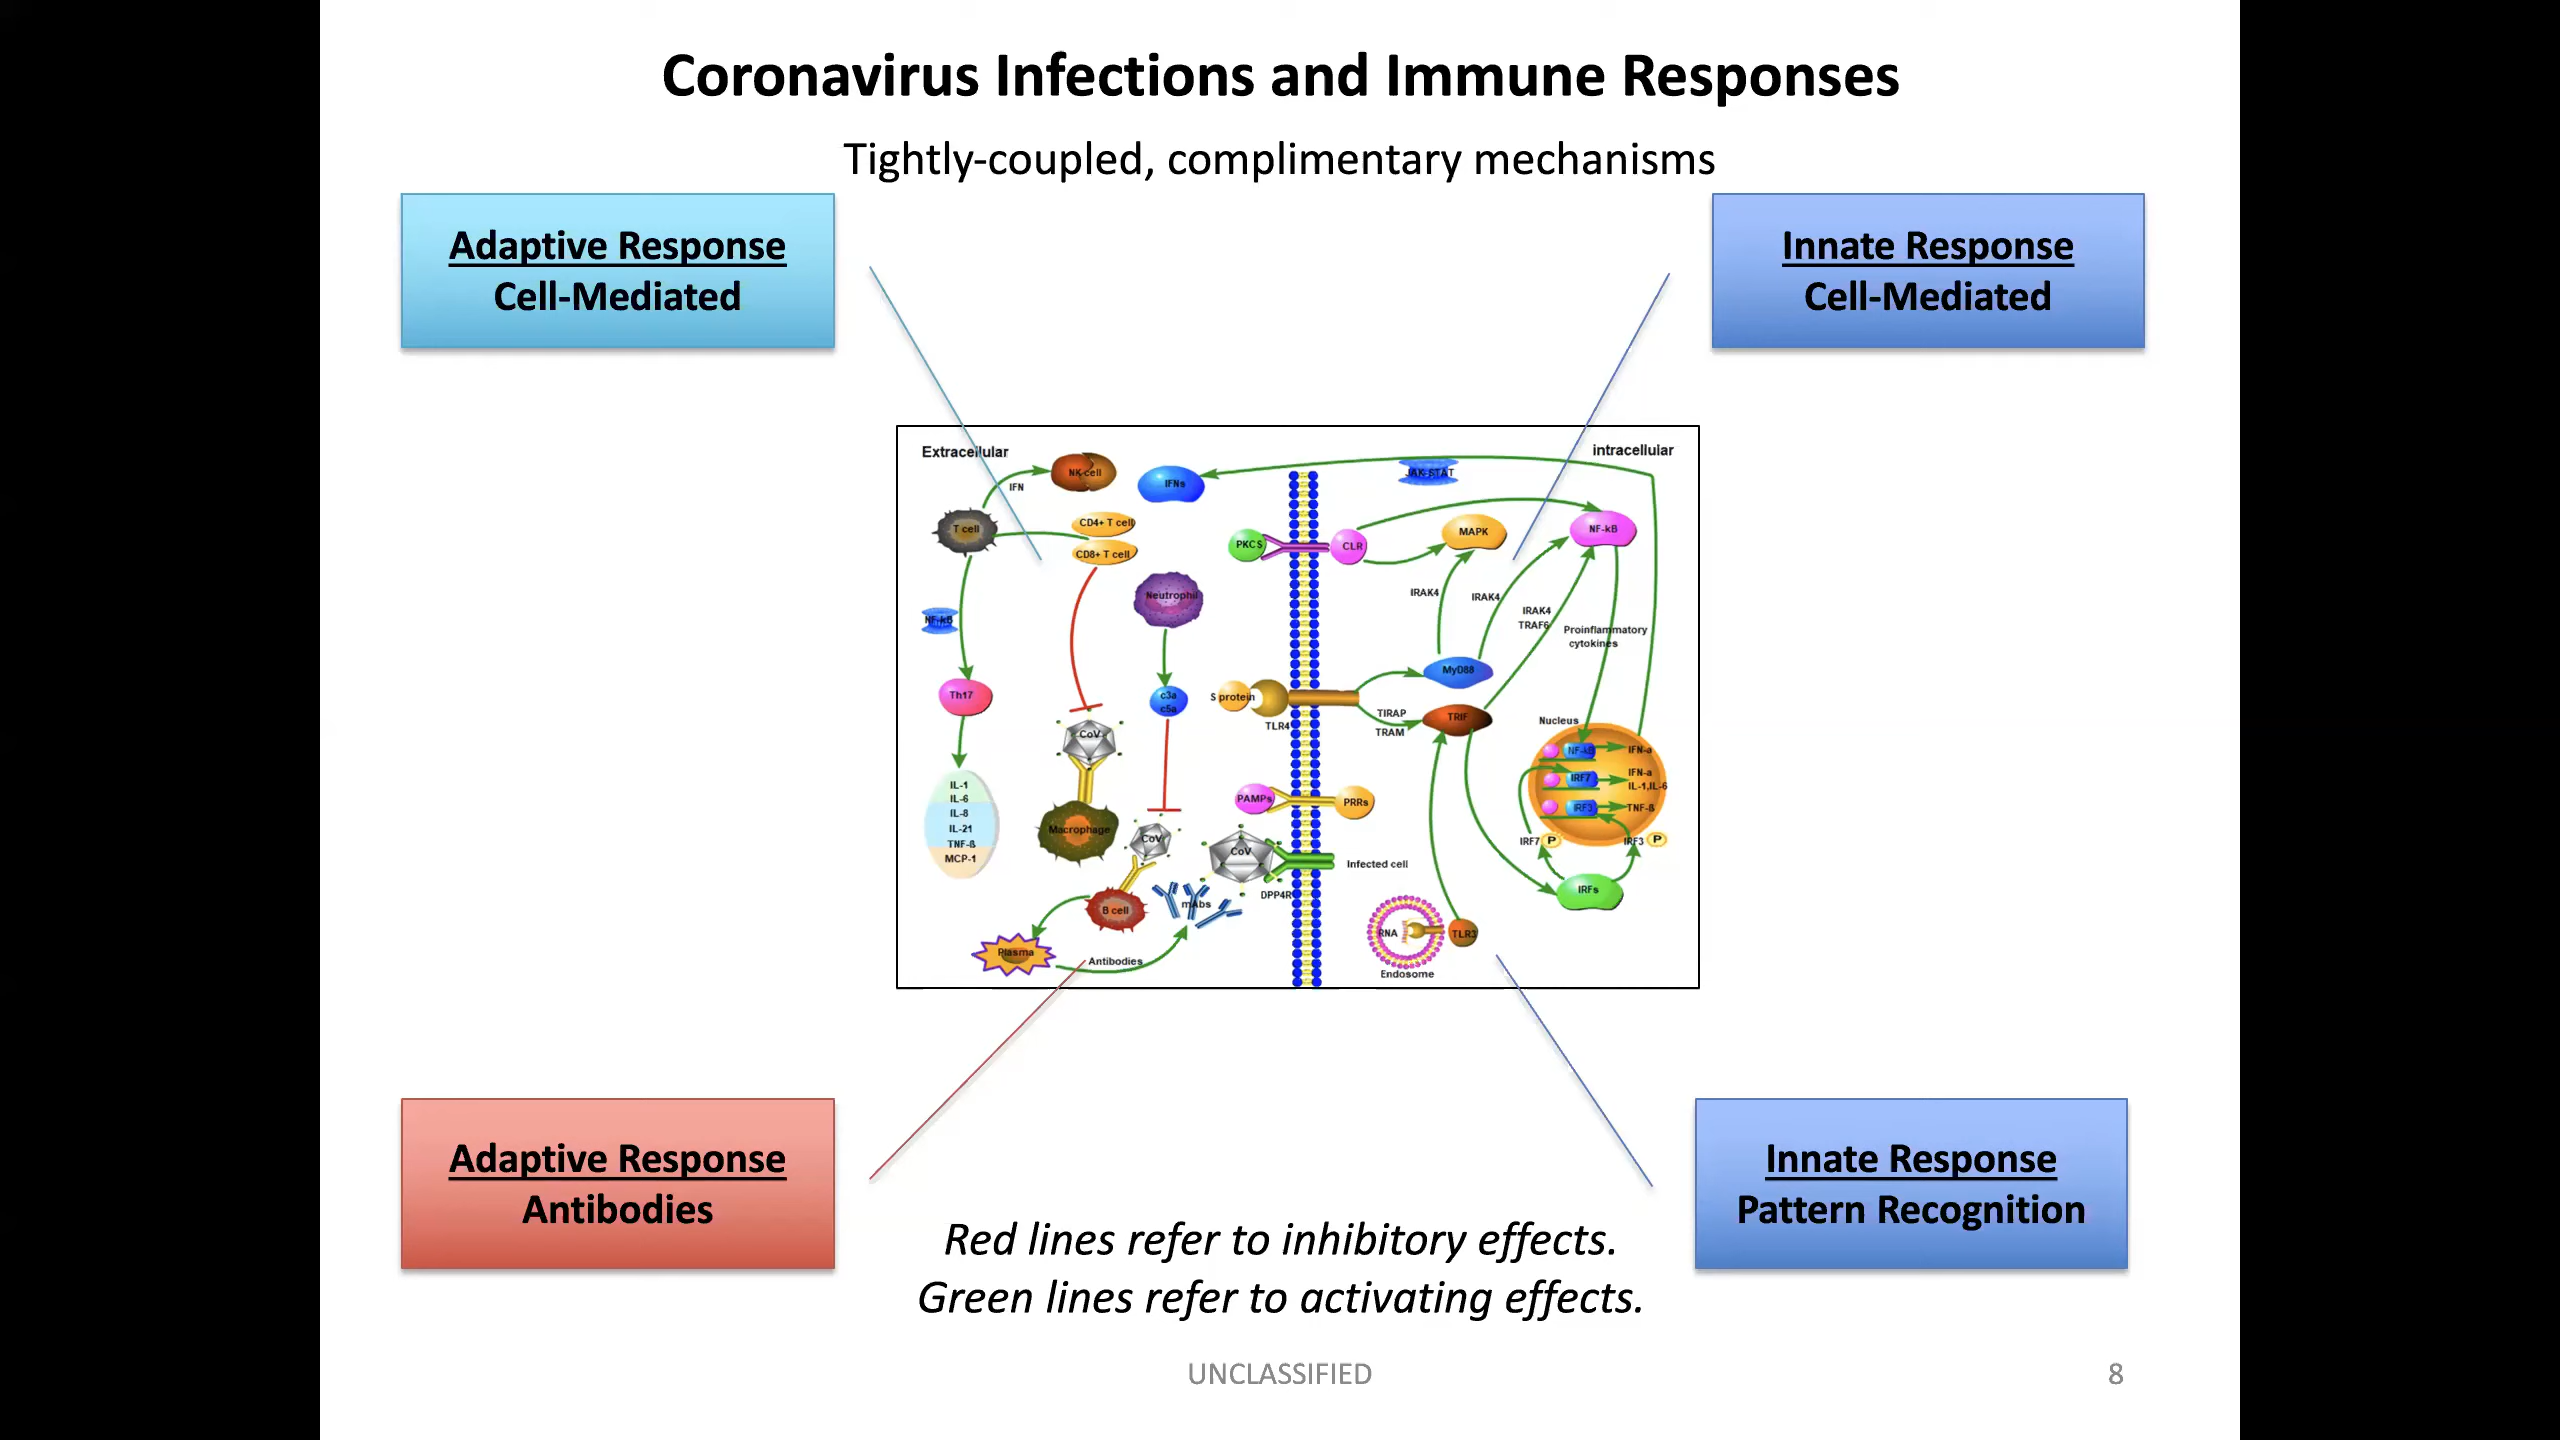 Coronavirus Infections and Immune Responses
Tightly-coupled, complimentary mechanisms
Adaptive Response
Cell-Mediated
Innate Response
Cell-Mediated
Extracellular
intracellular
NK-cell
IFN
IFNs
JAK-STAT
T cell
CD4+ T cell
CD8+ T cell
PKCS
CLR
MAPK
NF-kB
Neutrophil
IRAK4
IRAK4
IRAK4
TRAF6
Proinflammatory
cytokines
NF-kB
Th17
c3a
c5a
S protein
TLR4
MyD88
TIRAP
TRAM
TRIF
Nucleus
CoV
NF-kB
IFN-α
IRF7
IFN-a
IL-1,IL-6
IRF3
TNF-ß
IL-1
IL-6
IL-8
IL-21
TNF-ß
MCP-1
Macrophage
CoV
PAMPs
PRRs
CoV
DPP4R
Infected cell
IRF7
P
IRF3
P
IRFs
B cell
mAbs
Plasma
Antibodies
RNA
TLR3
Endosome
Adaptive Response
Antibodies
Innate Response
Pattern Recognition
Red lines refer to inhibitory effects.
Green lines refer to activating effects.
UNCLASSIFIED
8